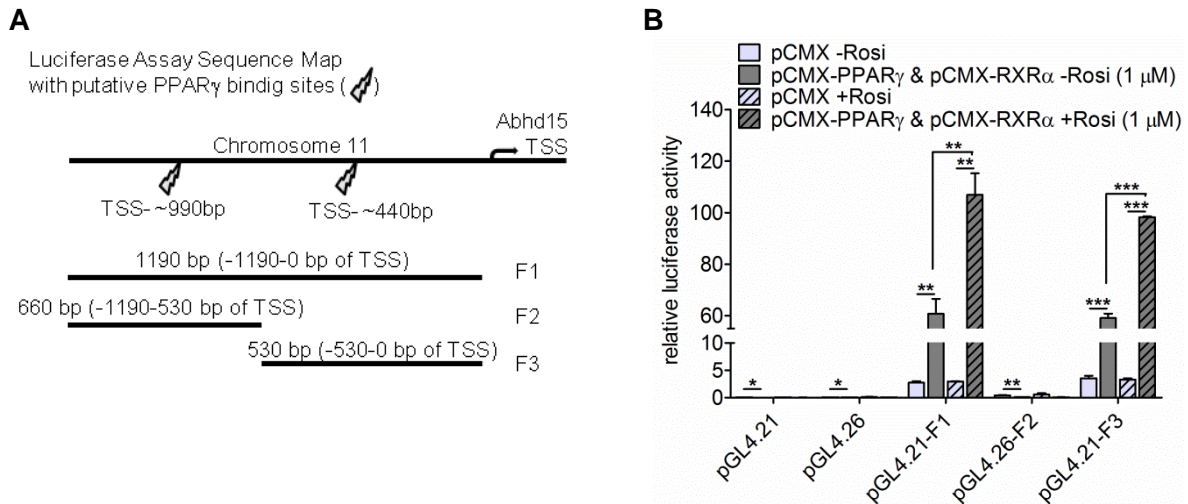 A
Luciferase Assay Sequence Map
with putative PPARγ bindig sites ( )
Abhd15
TSS
Chromosome 11
TSS- ~990bp
TSS- ~440bp
1190 bp (-1190-0 bp of TSS)
F1
660 bp (-1190-530 bp of TSS)
F2
530 bp (-530-0 bp of TSS)
F3
B
pCMX -Rosi
pCMX-PPARγ & pCMX-RXRα -Rosi (1 μM)
pCMX +Rosi
pCMX-PPARγ & pCMX-RXRα +Rosi (1 μM)
relative luciferase activity
140
120
100
80
60
10
5
0
*
*
**
**
**
**
***
***
***
pGL4.21
pGL4.26
pGL4.21-F1
pGL4.26-F2
pGL4.21-F3